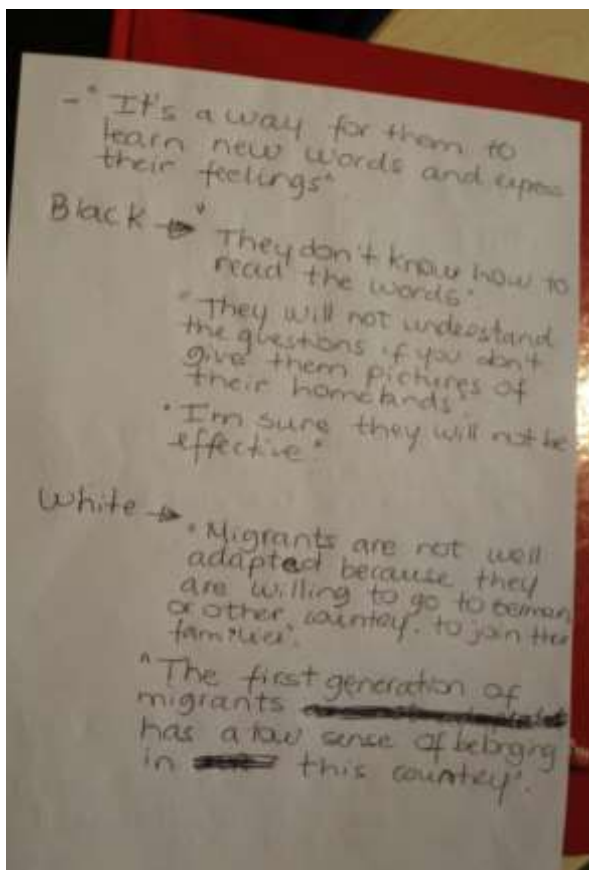 - "It's a way for them to
learn new words and express
their feelings"
Black → "They don't know how to
read the words"
"They will not understand
the questions if you don't
give them pictures of
their homelands"
"I'm sure they will not be
effective"
White → "Migrants are not well
adapted because they
are willing to go to German
or other country. to join their
families".
"The first generation of
migrants
has a low sense of belonging
in this country".